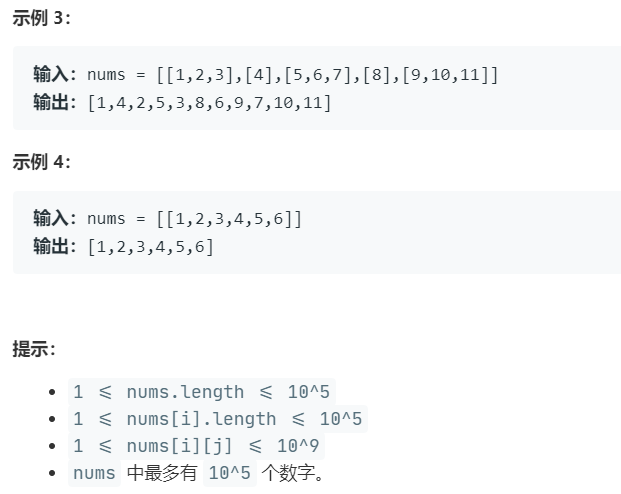 示例 3：
输入：nums = [[1,2,3],[4],[5,6,7],[8],[9,10,11]]
输出：[1,4,2,5,3,8,6,9,7,10,11]
示例 4：
输入：nums = [[1,2,3,4,5,6]]
输出：[1,2,3,4,5,6]
提示：
• 1 <= nums.length <= 10^5
• 1 <= nums[i].length <= 10^5
• 1 <= nums[i][j] <= 10^9
• nums 中最多有 10^5 个数字。